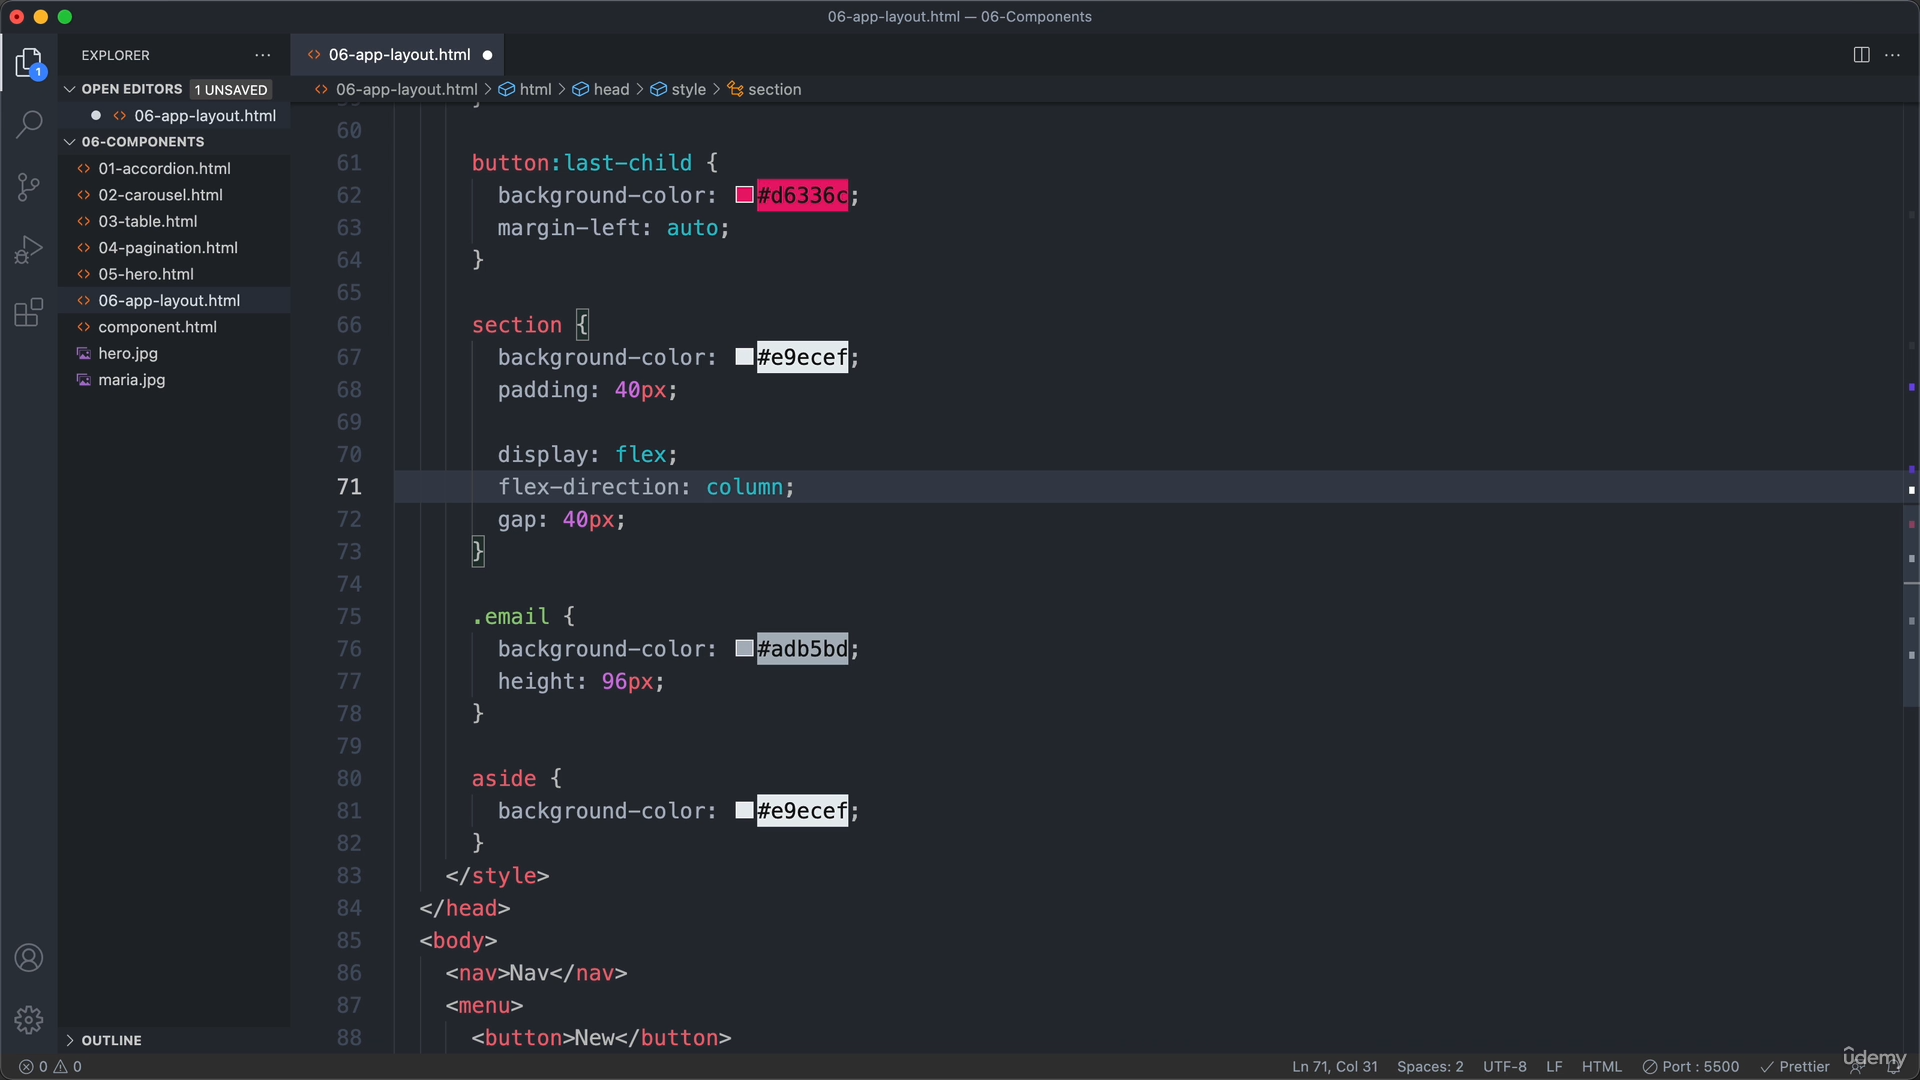 06-app-layout.html — 06-Components
EXPLORER
06-app-layout.html
1
OPEN EDITORS 1 UNSAVED
06-app-layout.html > html > head > style > section
06-app-layout.html
06-COMPONENTS
01-accordion.html
02-carousel.html
03-table.html
04-pagination.html
05-hero.html
06-app-layout.html
component.html
hero.jpg
maria.jpg
OUTLINE
60
61 button:last-child {
62 background-color: #d6336c;
63 margin-left: auto;
64 }
65
66 section {
67 background-color: #e9ecef;
68 padding: 40px;
69
70 display: flex;
71 flex-direction: column;
72 gap: 40px;
73 }
74
75 .email {
76 background-color: #adb5bd;
77 height: 96px;
78 }
79
80 aside {
81 background-color: #e9ecef;
82 }
83 </style>
84 </head>
85 <body>
86 <nav>Nav</nav>
87 <menu>
88 <button>New</button>
0 0 Ln 71, Col 31 Spaces: 2 UTF-8 LF HTML Port : 5500 Prettier
udemy